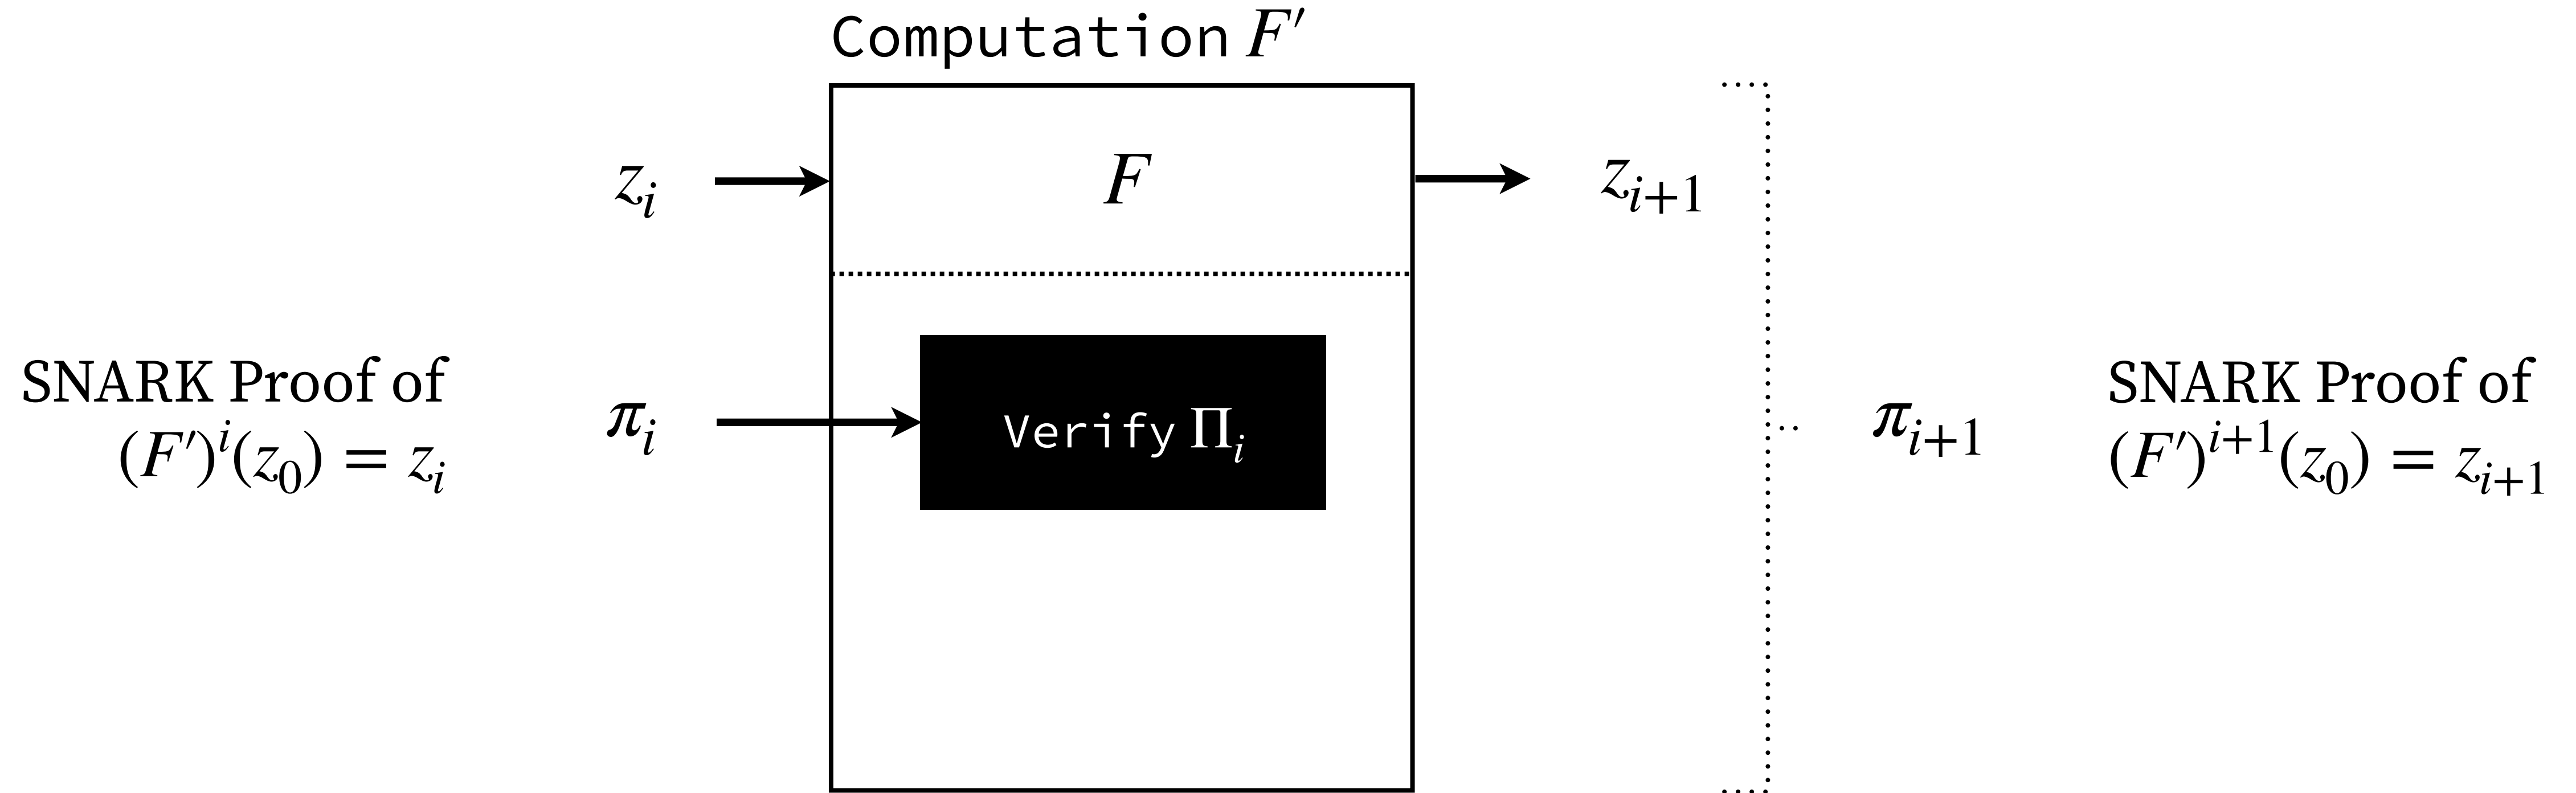 Computation F′
z_i
F
z_{i+1}
SNARK Proof of
(F′)^i(z_0) = z_i
π_i
Verify Π_i
π_{i+1}
SNARK Proof of
(F′)^{i+1}(z_0) = z_{i+1}